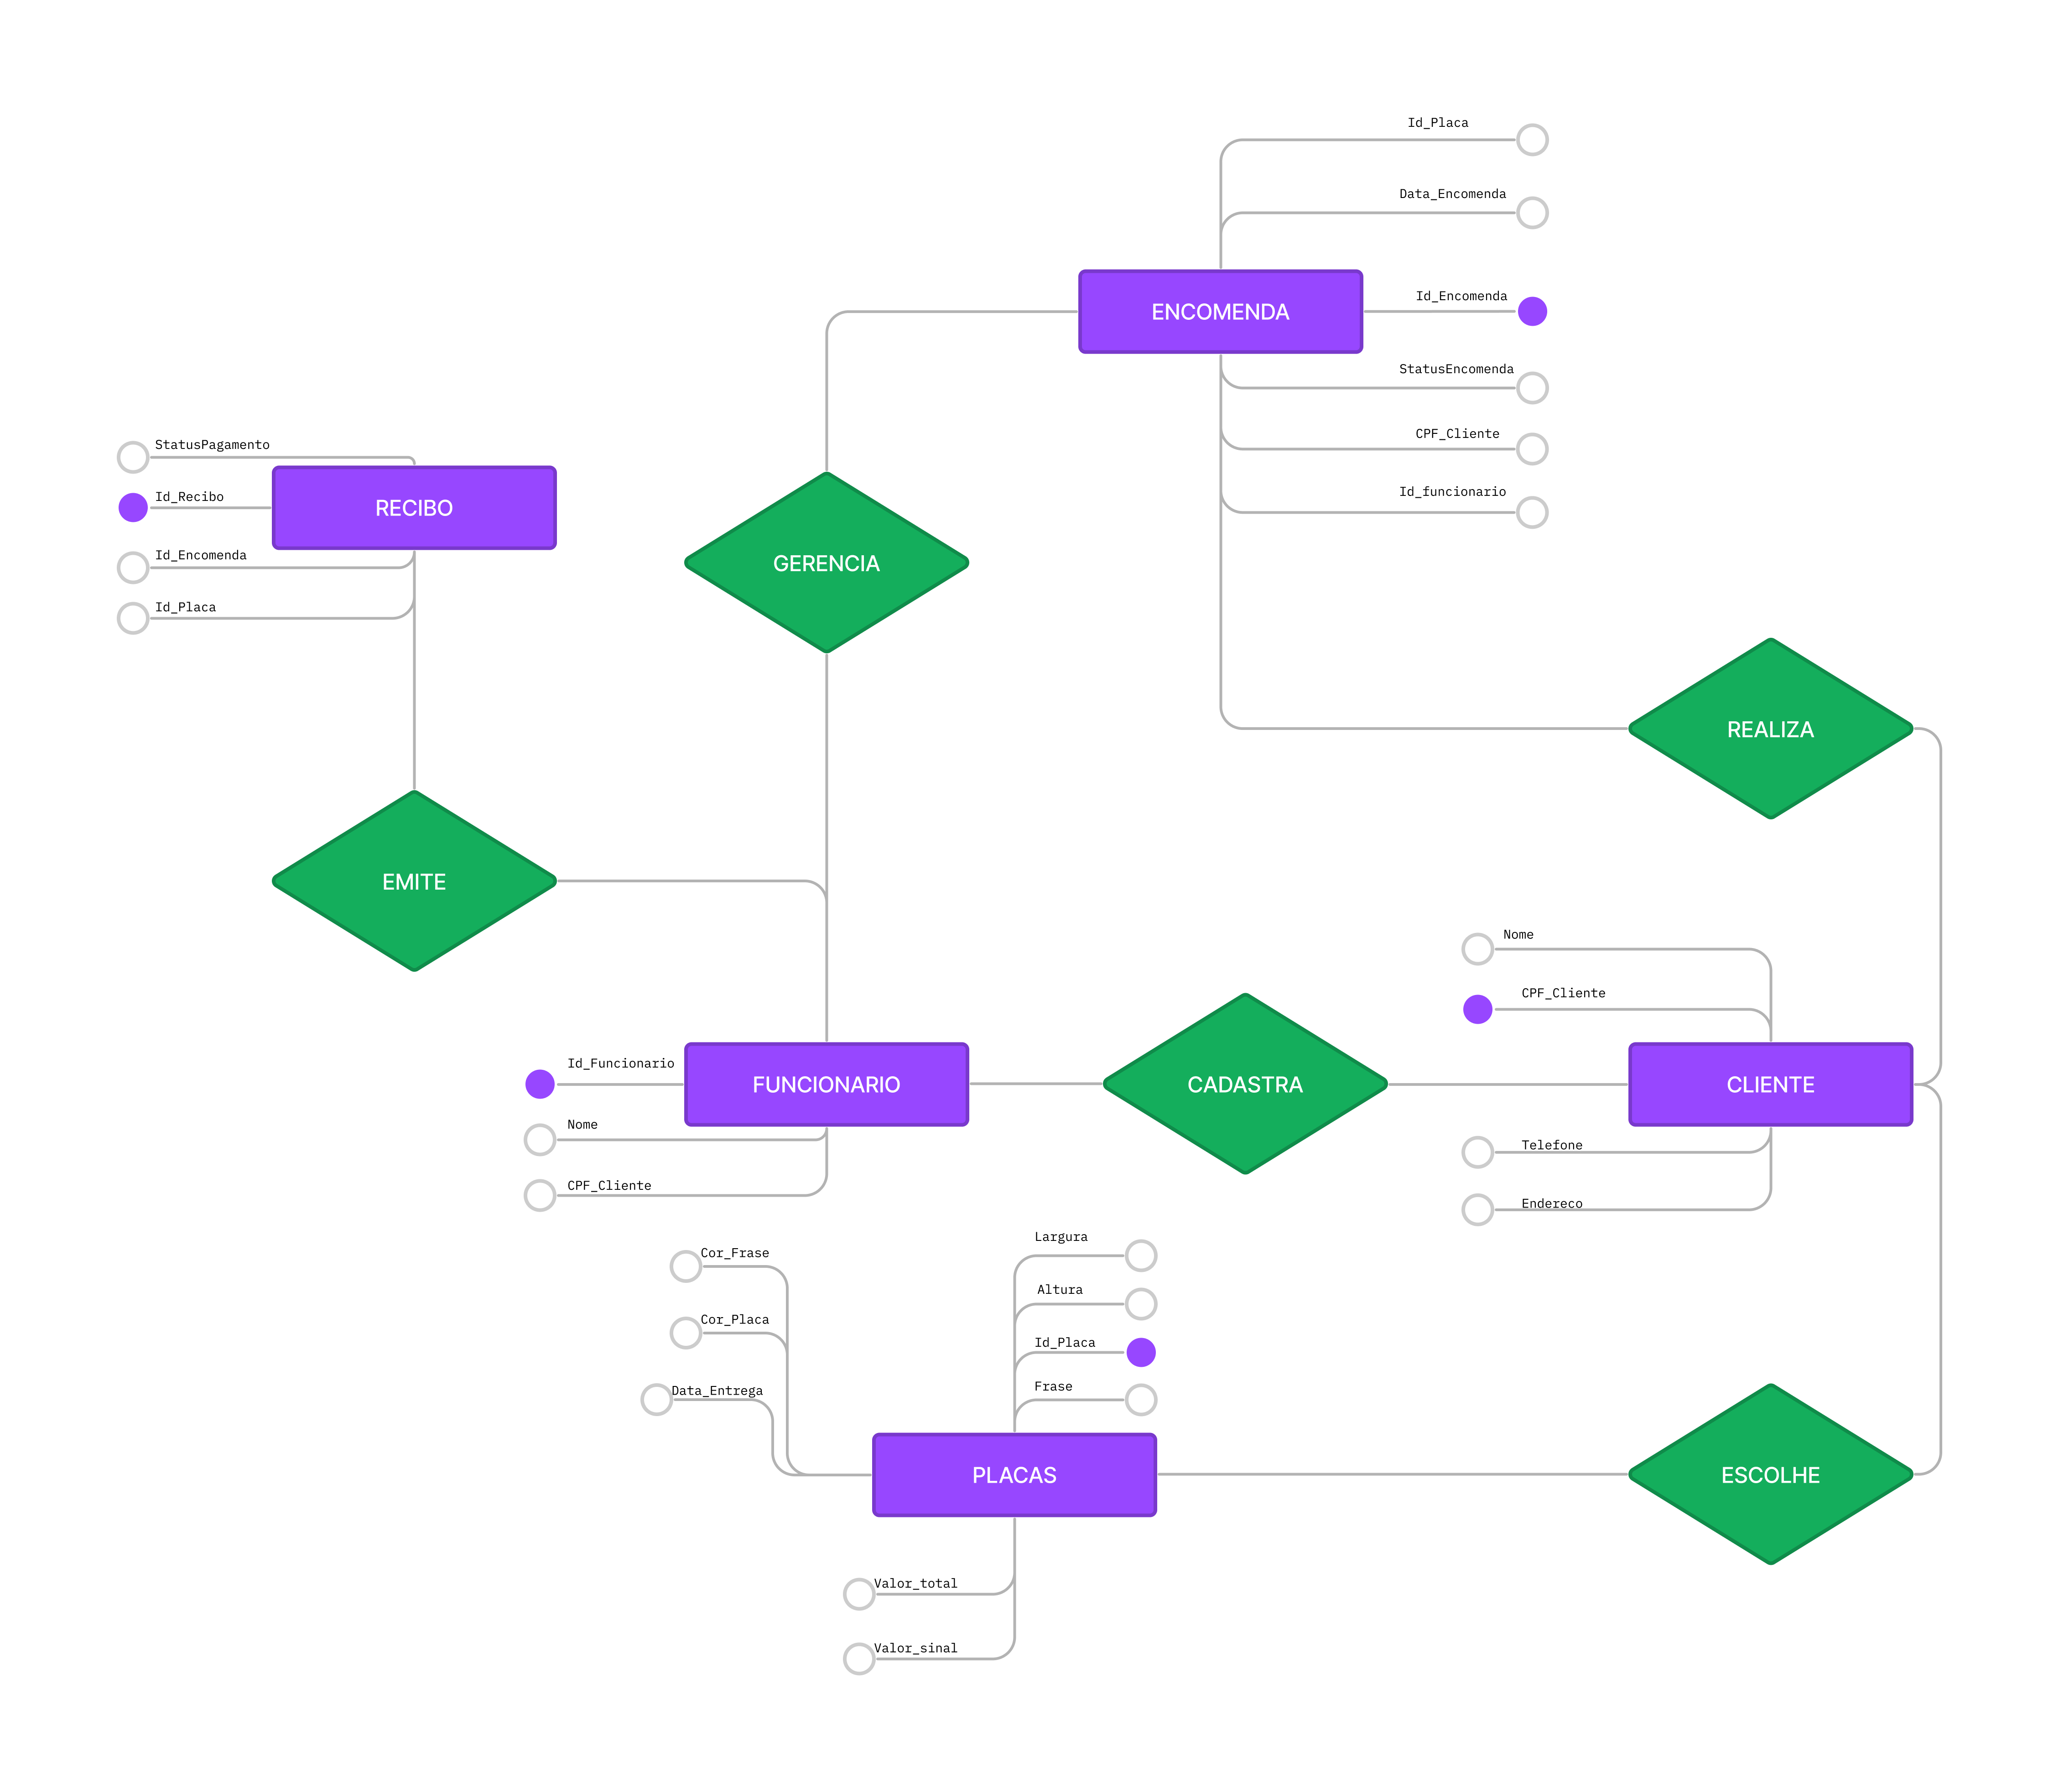 Id_Placa
Data_Encomenda
ENCOMENDA
Id_Encomenda
StatusEncomenda
CPF_Cliente
Id_funcionario
StatusPagamento
Id_Recibo
RECIBO
Id_Encomenda
Id_Placa
GERENCIA
REALIZA
EMITE
Nome
CPF_Cliente
Id_Funcionario
FUNCIONARIO
CADASTRA
CLIENTE
Nome
CPF_Cliente
Telefone
Endereco
Cor_Frase
Cor_Placa
Data_Entrega
Largura
Altura
Id_Placa
Frase
PLACAS
ESCOLHE
Valor_total
Valor_sinal